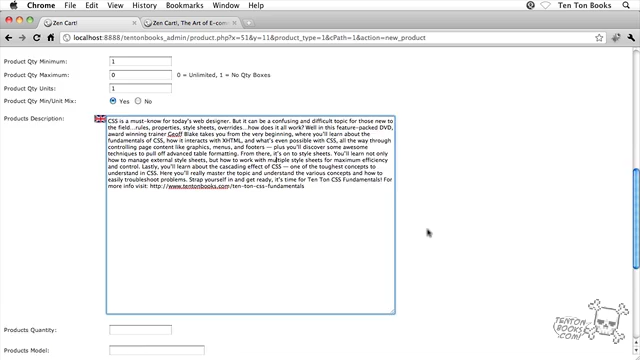 Chrome File Edit View History Bookmarks Window Help Ten Ton Books
Zen Cart! Zen Cart!, The Art of E-com
localhost:8888/tentonbooks_admin/product.php?x=51&y=11&product_type=1&cPath=1&action=new_product
Product Qty Minimum: 1
Product Qty Maximum: 0 0 = Unlimited, 1 = No Qty Boxes
Product Qty Units: 1
Product Qty Min/Unit Mix: Yes No
Products Description:
CSS is a must-know for today's web designer. But it can be a confusing and difficult topic for those new to
the field...rules, properties, style sheets, overrides...how does it all work? Well in this feature-packed DVD,
award winning trainer Geoff Blake takes you from the very beginning, where you'll learn about the
fundamentals of CSS, how it interacts with XHTML, and what's even possible with CSS, all the way through
controlling page content like graphics, menus, and footers — plus you'll discover some awesome
techniques to pull off advanced table formatting. From there, it's on to style sheets. You'll learn not only
how to manage external style sheets, but how to work with multiple style sheets for maximum efficiency
and control. Lastly, you'll learn about the cascading effect of CSS — one of the toughest concepts to
understand in CSS. Here you'll really master the topic and understand the various concepts and how to
easily troubleshoot problems. Strap yourself in and get ready, it's time for Ten Ton CSS Fundamentals! For
more info visit: http://www.tentonbooks.com/ten-ton-css-fundamentals
Products Quantity:
Products Model:
TENTON
BOOKS
.COM!